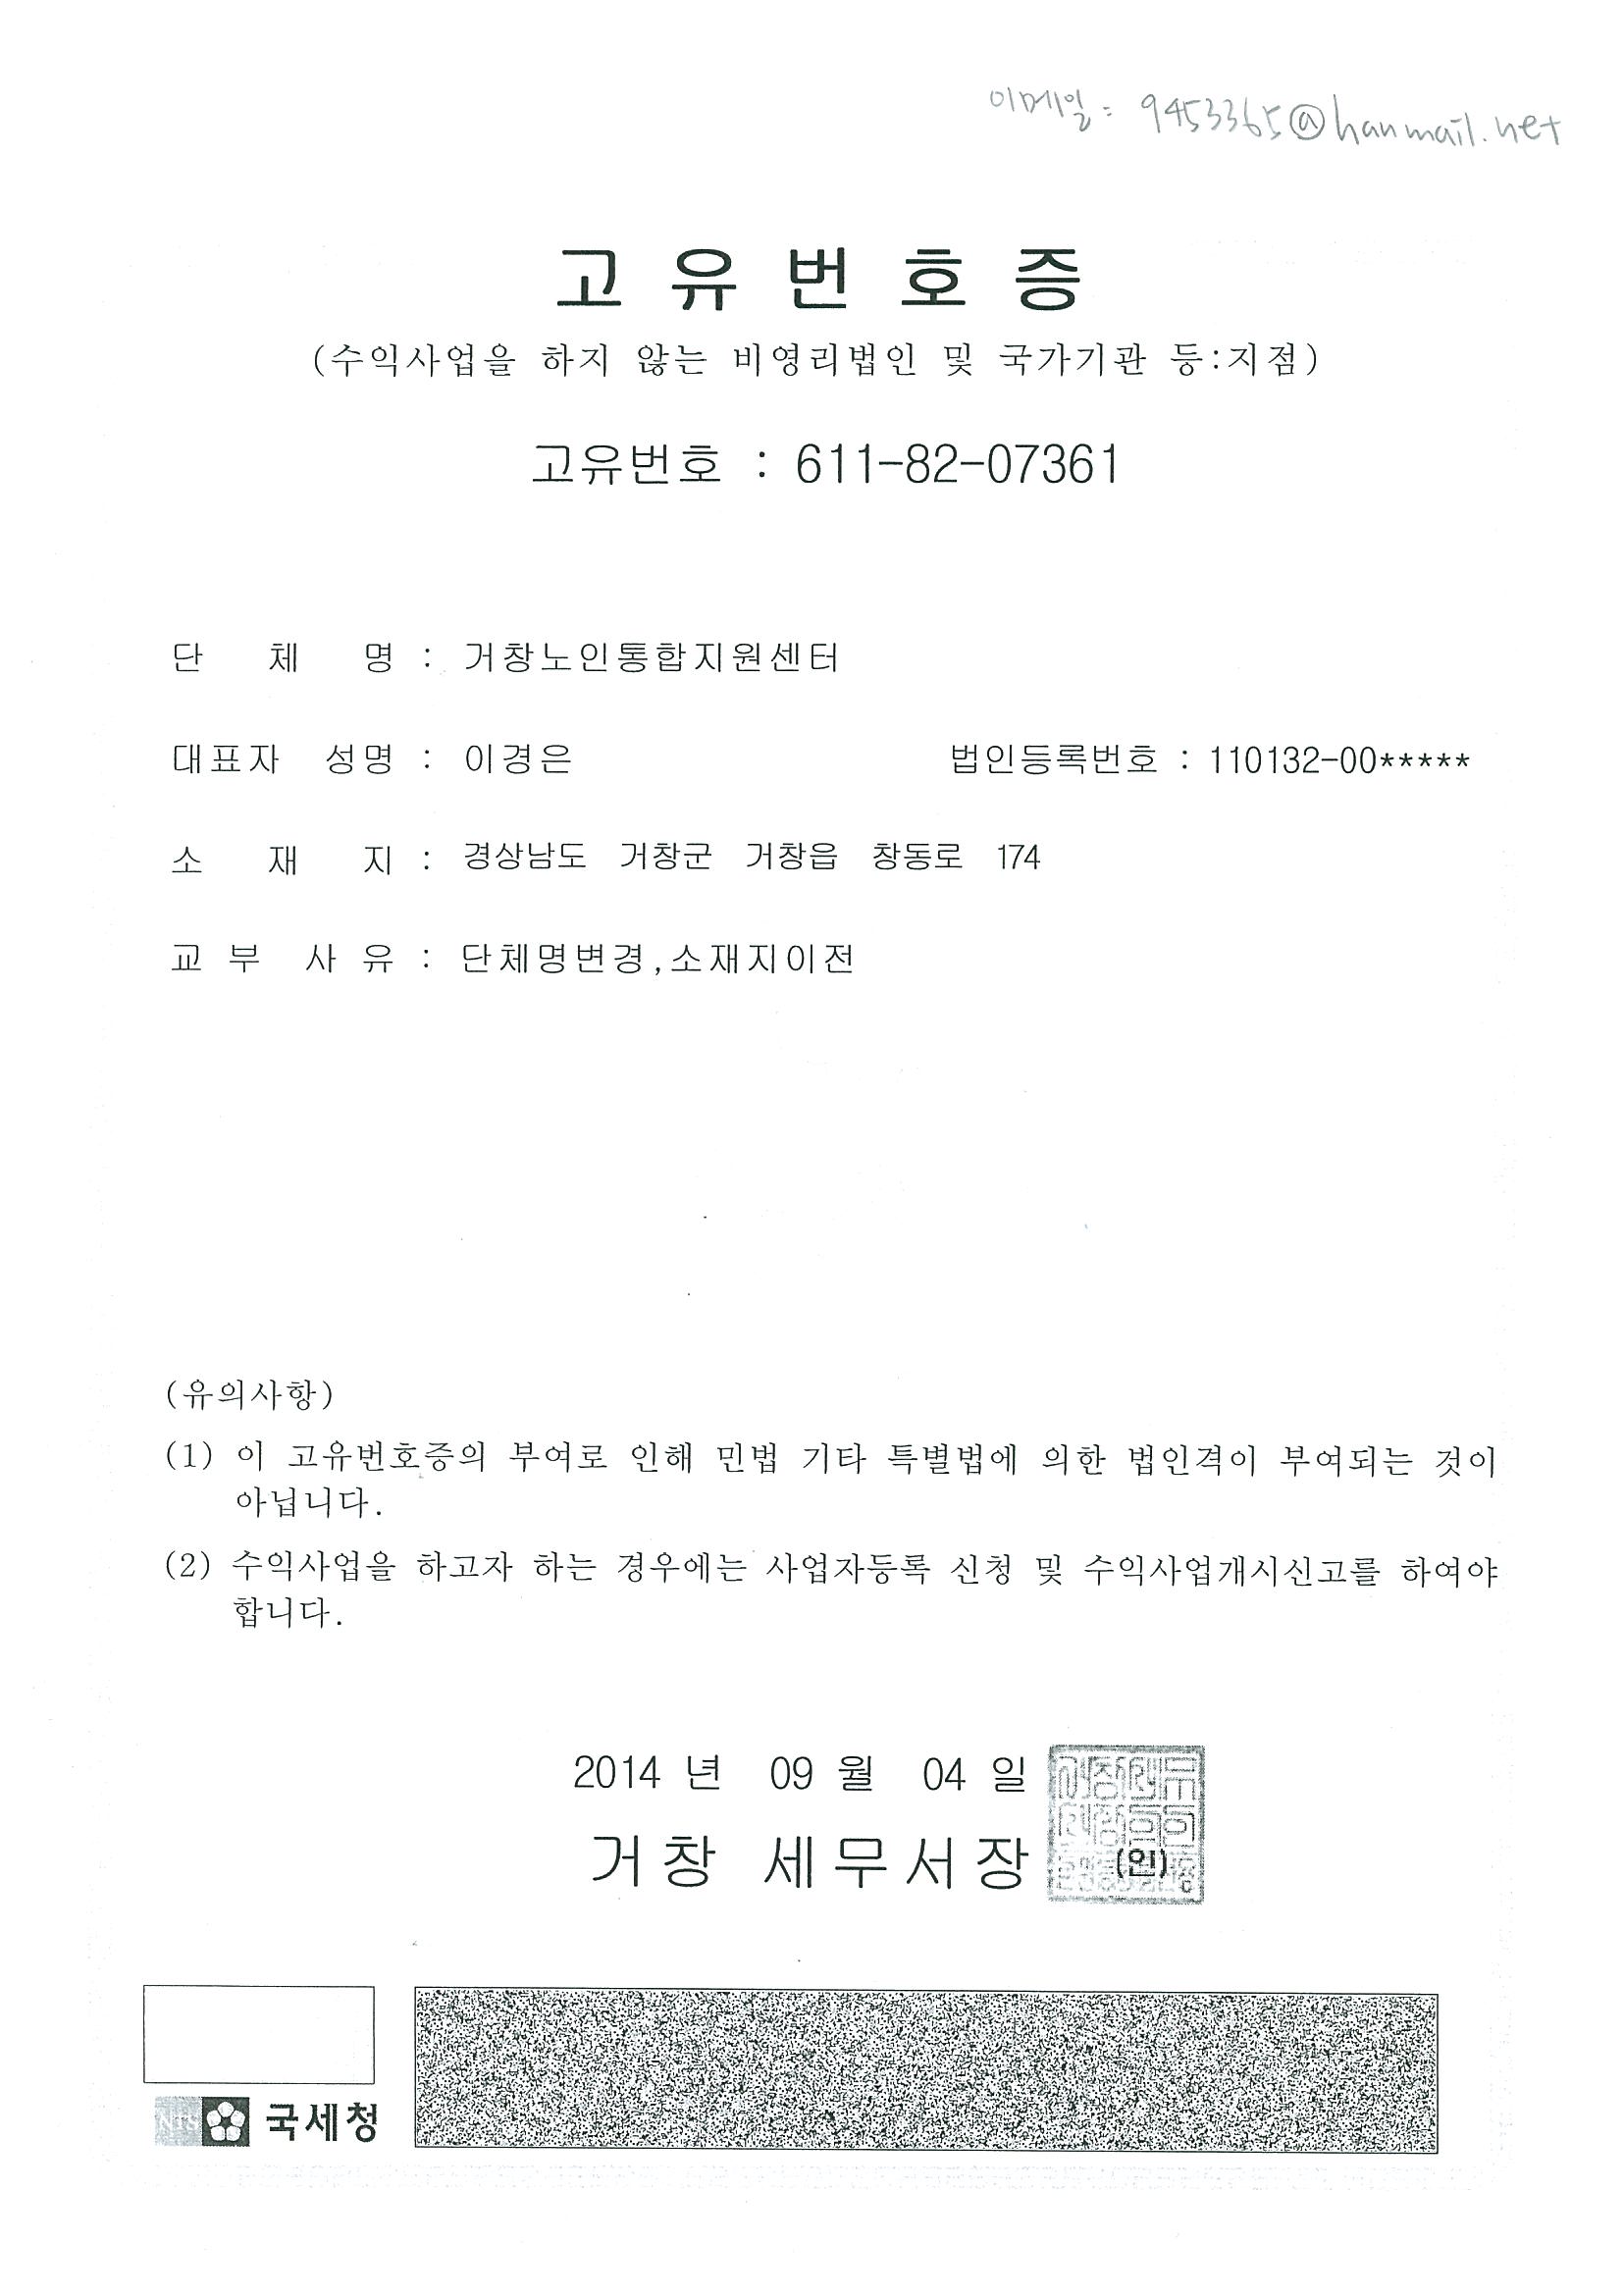 이메일 : 9453365@hanmail.net
고 유 번 호 증
(수익사업을 하지 않는 비영리법인 및 국가기관 등:지점)
고유번호 : 611-82-07361
단 체 명 : 거창노인통합지원센터
대표자 성명 : 이경은 법인등록번호 : 110132-00*****
소 재 지 : 경상남도 거창군 거창읍 창동로 174
교 부 사 유 : 단체명변경,소재지이전
(유의사항)
(1) 이 고유번호증의 부여로 인해 민법 기타 특별법에 의한 법인격이 부여되는 것이
아닙니다.
(2) 수익사업을 하고자 하는 경우에는 사업자등록 신청 및 수익사업개시신고를 하여야
합니다.
2014 년 09 월 04 일
거창 세무서장 (인)
NTS 국세청